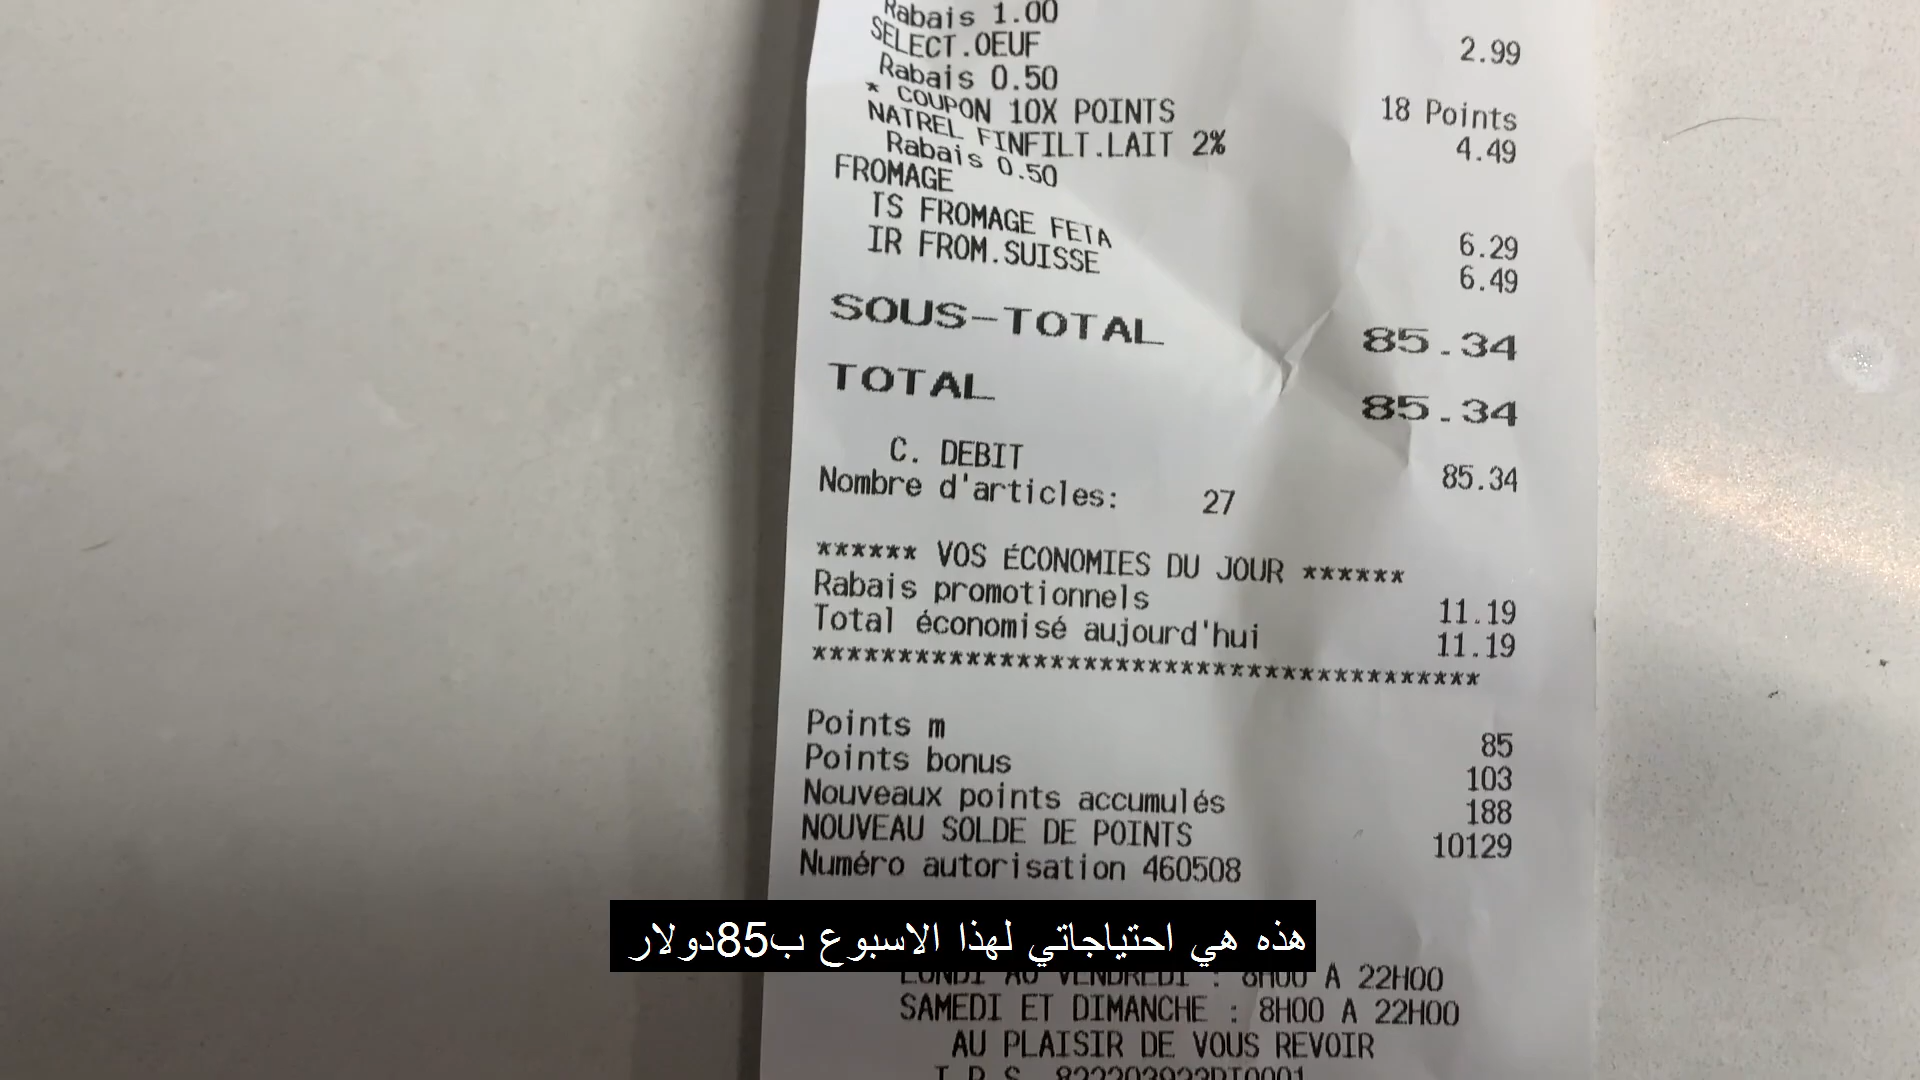 Rabais 1.00
SELECT.OEUF 2.99
Rabais 0.50
* COUPON 10X POINTS 18 Points
NATREL FINFILT.LAIT 2% 4.49
Rabais 0.50
FROMAGE
TS FROMAGE FETA 6.29
IR FROM.SUISSE 6.49
SOUS-TOTAL 85.34
TOTAL 85.34
C. DEBIT 85.34
Nombre d'articles: 27
****** VOS ÉCONOMIES DU JOUR ******
Rabais promotionnels 11.19
Total économisé aujourd'hui 11.19
***************************************
Points m 85
Points bonus 103
Nouveaux points accumulés 188
NOUVEAU SOLDE DE POINTS 10129
Numéro autorisation 460508
هذه هي احتياجاتي لهذا الاسبوع ب85دولار
LUNDI AU VENDREDI : 8H00 A 22H00
SAMEDI ET DIMANCHE : 8H00 A 22H00
AU PLAISIR DE VOUS REVOIR